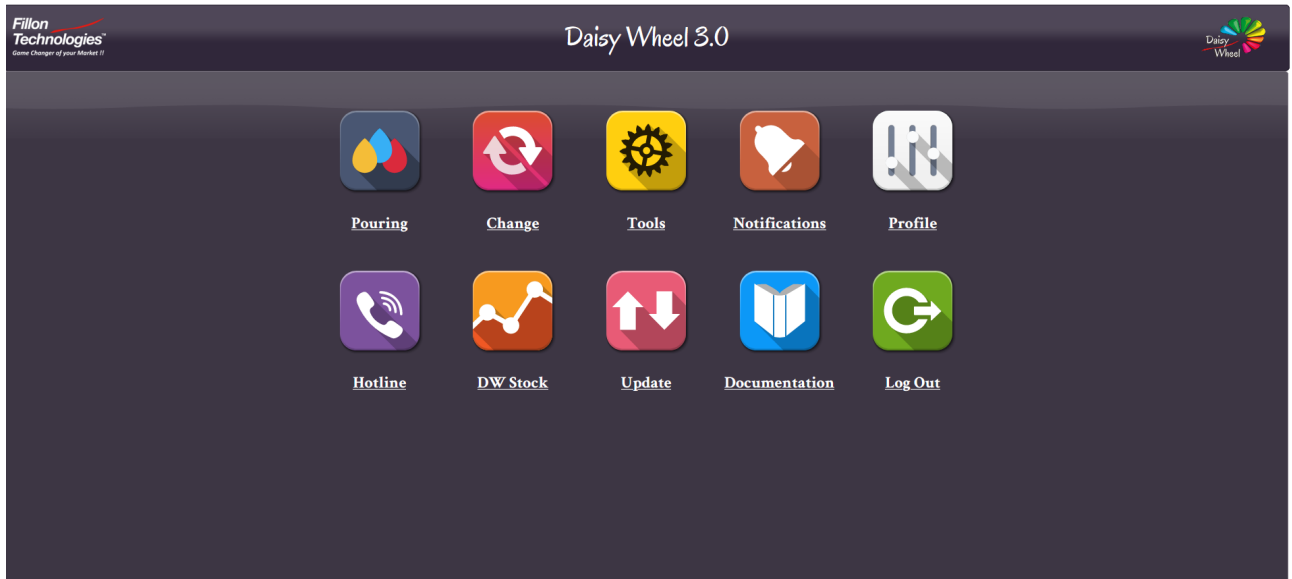 Fillon
Technologies™
Game Changer of your Market !!
Daisy Wheel 3.0
Daisy
Wheel
Pouring
Change
Tools
Notifications
Profile
Hotline
DW Stock
Update
Documentation
Log Out